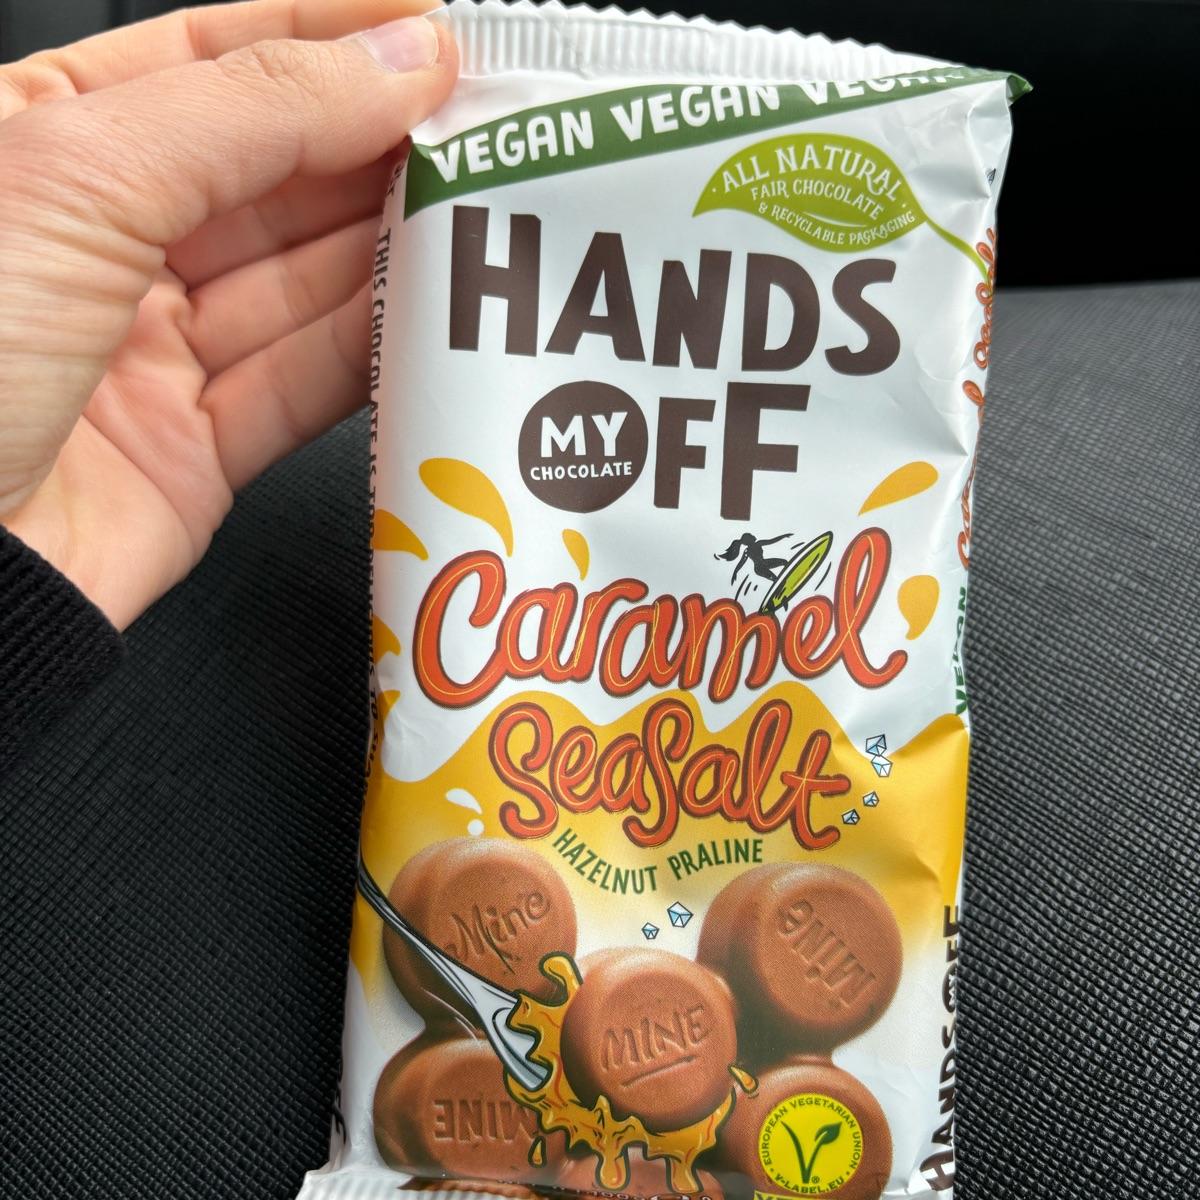 VEGAN VEGAN VEGAN
ALL NATURAL
FAIR CHOCOLATE
& RECYCLABLE PACKAGING
HANDS
OFF
MY
CHOCOLATE
Caramel
SeaSalt
HAZELNUT PRALINE
Mine
MINE
MINE
MINE
EUROPEAN VEGETARIAN UNION
V-LABEL.EU
®
THIS CHOCOLATE IS
VEGAN
HANDS OFF